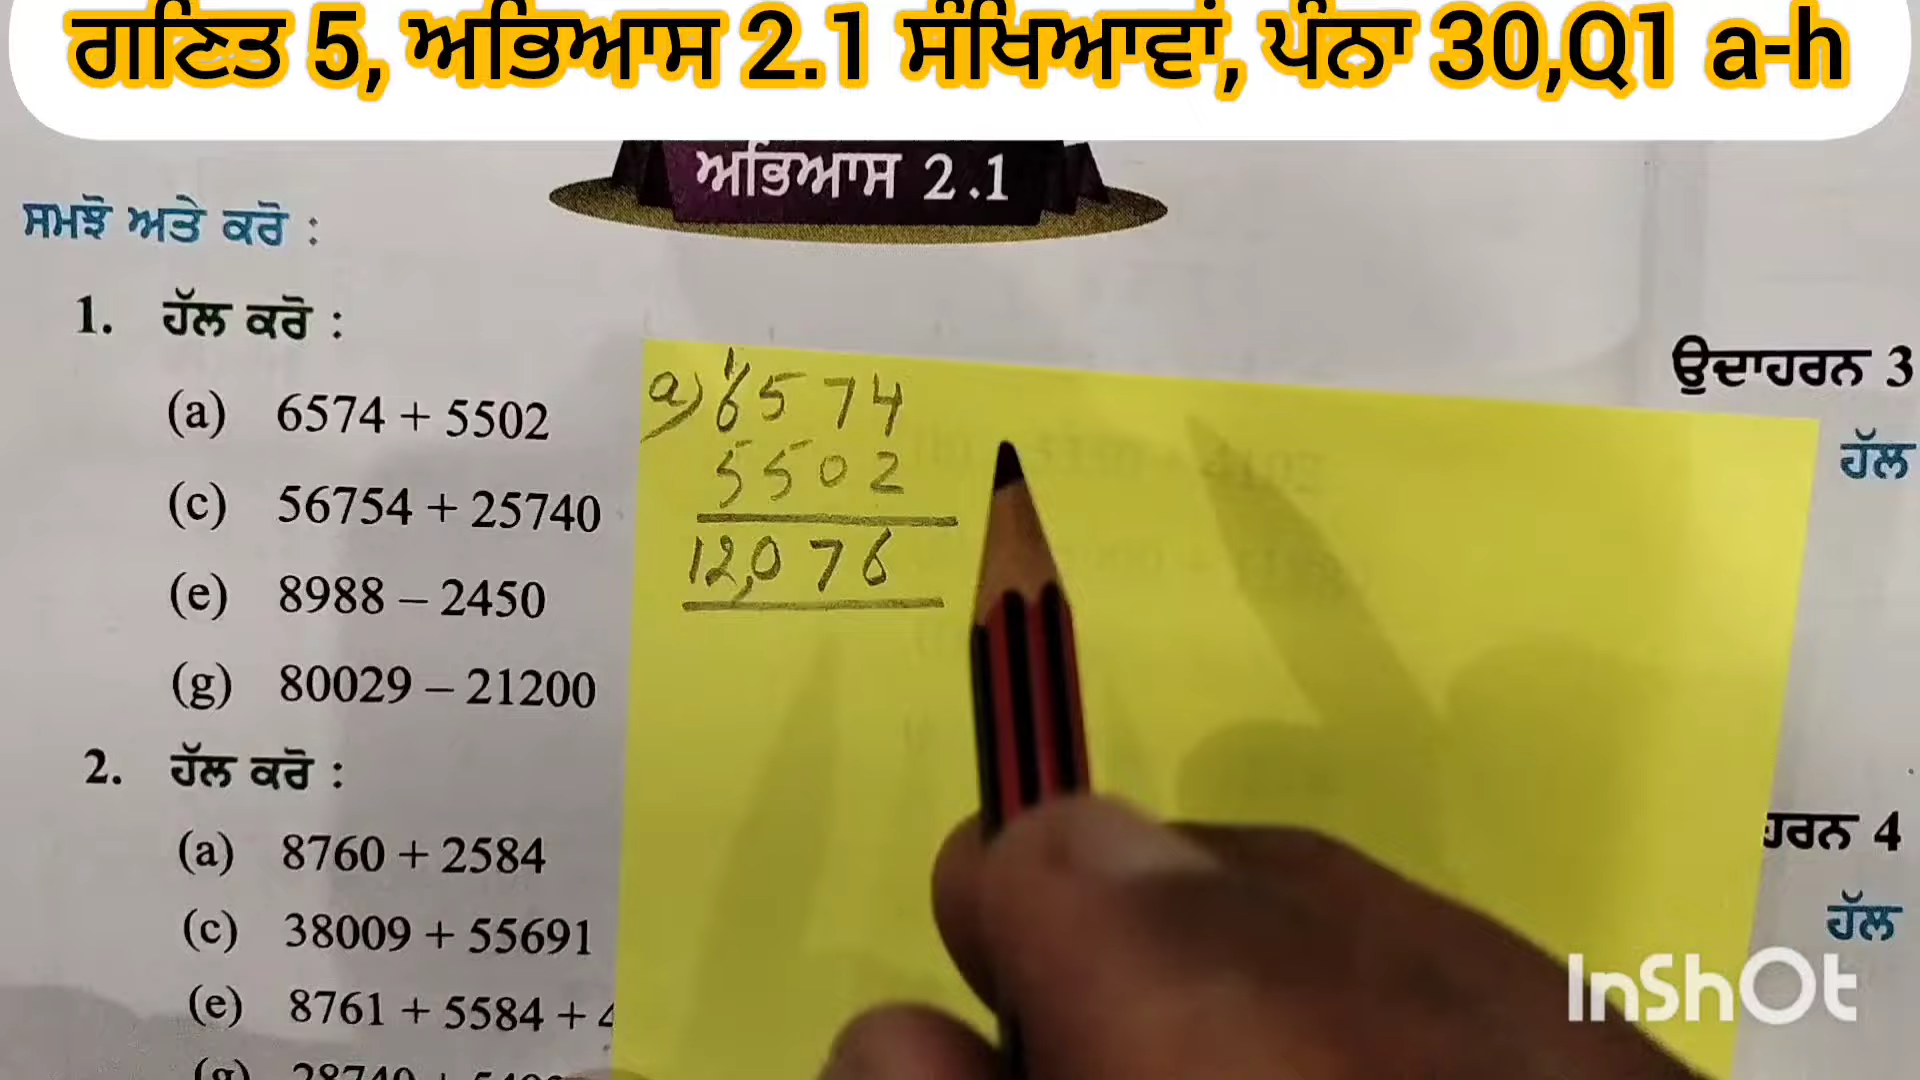 ਗਣਿਤ 5, ਅਭਿਆਸ 2.1 ਸੰਖਿਆਵਾਂ, ਪੰਨਾ 30,Q1 a-h
ਅਭਿਆਸ 2.1
ਸਮਝੋ ਅਤੇ ਕਰੋ :
1. ਹੱਲ ਕਰੋ :
(a) 6574 + 5502
(c) 56754 + 25740
(e) 8988 – 2450
(g) 80029 – 21200
2. ਹੱਲ ਕਰੋ :
(a) 8760 + 2584
(c) 38009 + 55691
(e) 8761 + 5584 +
a) 1
6574
5502
12,076
ਉਦਾਹਰਨ 3
ਹੱਲ
ਹਰਨ 4
ਹੱਲ
InShOt